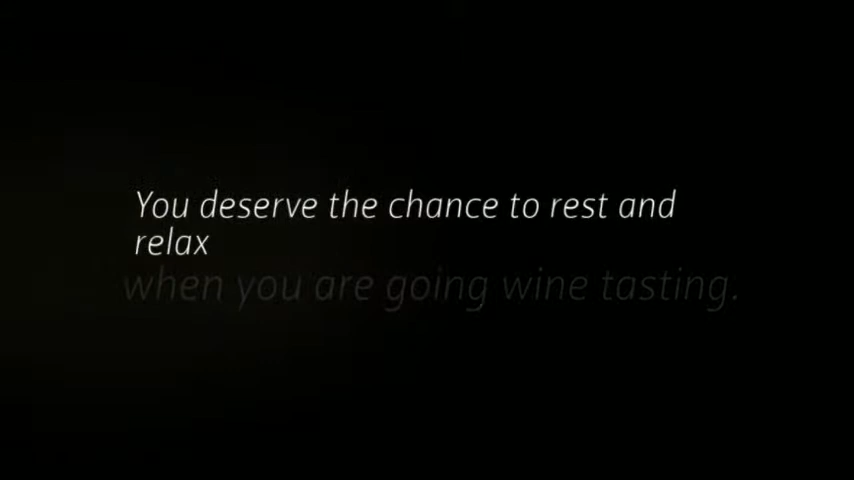 You deserve the chance to rest and
relax
when you are going wine tasting.